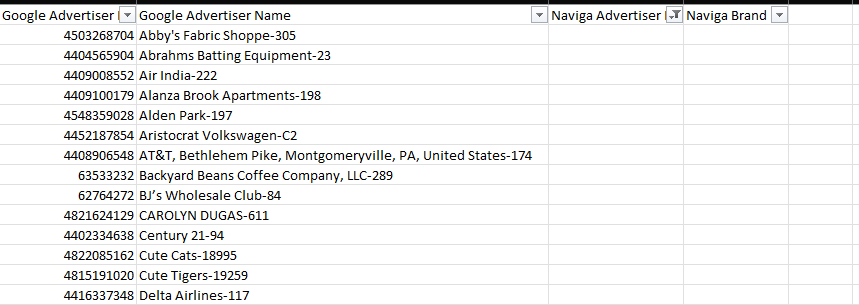 Google Advertiser I Google Advertiser Name Naviga Advertiser Naviga Brand
4503268704 Abby's Fabric Shoppe-305
4404565904 Abrahms Batting Equipment-23
4409008552 Air India-222
4409100179 Alanza Brook Apartments-198
4548359028 Alden Park-197
4452187854 Aristocrat Volkswagen-C2
4408906548 AT&T, Bethlehem Pike, Montgomeryville, PA, United States-174
63533232 Backyard Beans Coffee Company, LLC-289
62764272 BJ's Wholesale Club-84
4821624129 CAROLYN DUGAS-611
4402334638 Century 21-94
4822085162 Cute Cats-18995
4815191020 Cute Tigers-19259
4416337348 Delta Airlines-117